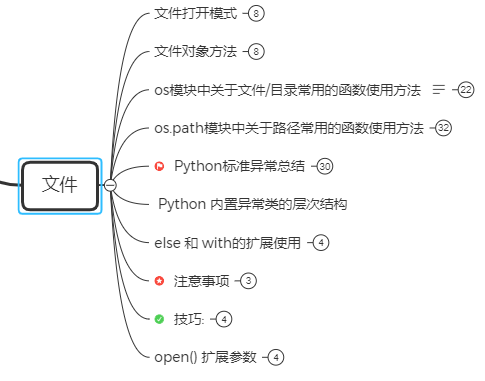 文件打开模式 8
文件对象方法 8
os模块中关于文件/目录常用的函数使用方法 22
os.path模块中关于路径常用的函数使用方法 32
Python标准异常总结 30
文件
Python 内置异常类的层次结构
else 和 with的扩展使用 4
注意事项 3
技巧: 4
open() 扩展参数 4